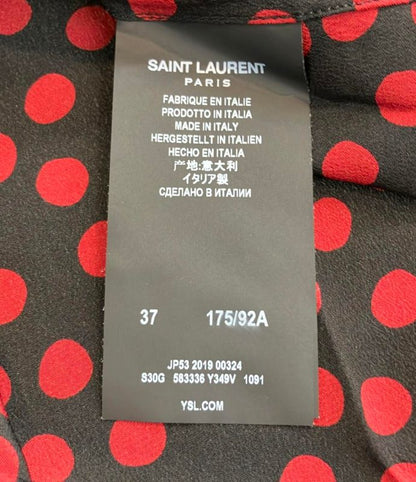 SAINT LAURENT
PARIS
FABRIQUE EN ITALIE
PRODOTTO IN ITALIA
MADE IN ITALY
HERGESTELLT IN ITALIEN
HECHO EN ITALIA
产地:意大利
イタリア製
СДЕЛАНО В ИТАЛИИ
37 175/92A
JP53 2019 00324
S30G 583336 Y349V 1091
YSL.COM